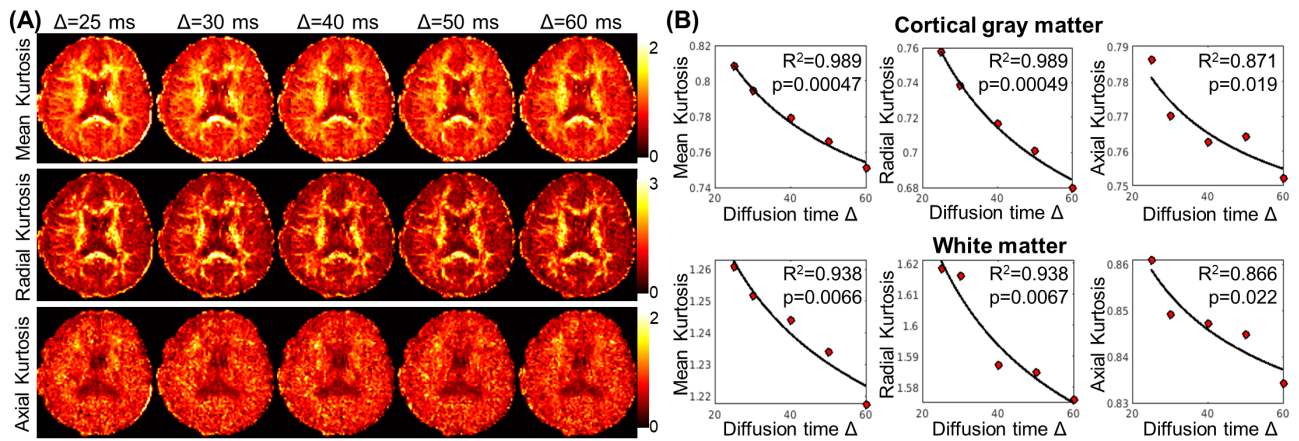 (A)
Δ=25 ms Δ=30 ms Δ=40 ms Δ=50 ms Δ=60 ms
Mean Kurtosis
2
0
Radial Kurtosis
3
0
Axial Kurtosis
2
0
(B)
Cortical gray matter
Mean Kurtosis
0.82
0.8
0.78
0.76
0.74
20 40 60
R²=0.989
p=0.00047
Diffusion time Δ
Radial Kurtosis
0.76
0.74
0.72
0.7
0.68
20 40 60
R²=0.989
p=0.00049
Diffusion time Δ
Axial Kurtosis
0.79
0.78
0.77
0.76
0.75
20 40 60
R²=0.871
p=0.019
Diffusion time Δ
White matter
Mean Kurtosis
1.26
1.25
1.24
1.23
1.22
20 40 60
R²=0.938
p=0.0066
Diffusion time Δ
Radial Kurtosis
1.62
1.61
1.6
1.59
1.58
20 40 60
R²=0.938
p=0.0067
Diffusion time Δ
Axial Kurtosis
0.86
0.85
0.84
0.83
20 40 60
R²=0.866
p=0.022
Diffusion time Δ